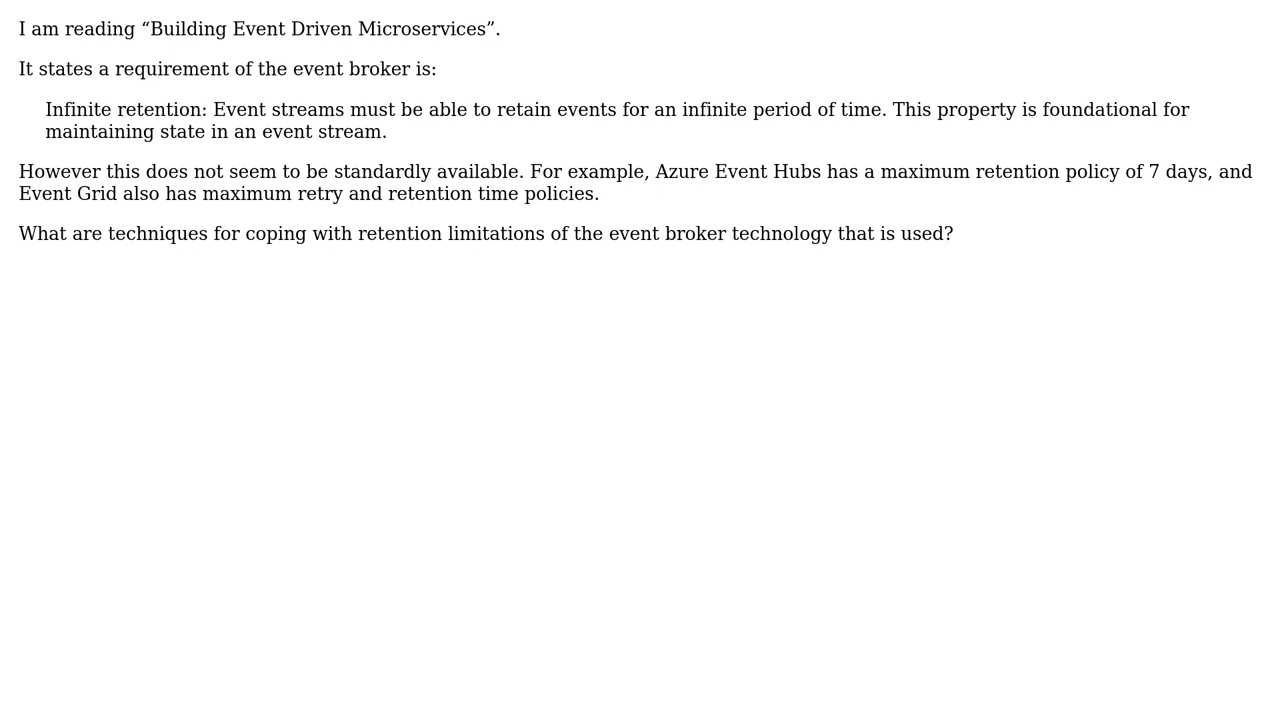 I am reading “Building Event Driven Microservices”.
It states a requirement of the event broker is:
Infinite retention: Event streams must be able to retain events for an infinite period of time. This property is foundational for
maintaining state in an event stream.
However this does not seem to be standardly available. For example, Azure Event Hubs has a maximum retention policy of 7 days, and
Event Grid also has maximum retry and retention time policies.
What are techniques for coping with retention limitations of the event broker technology that is used?